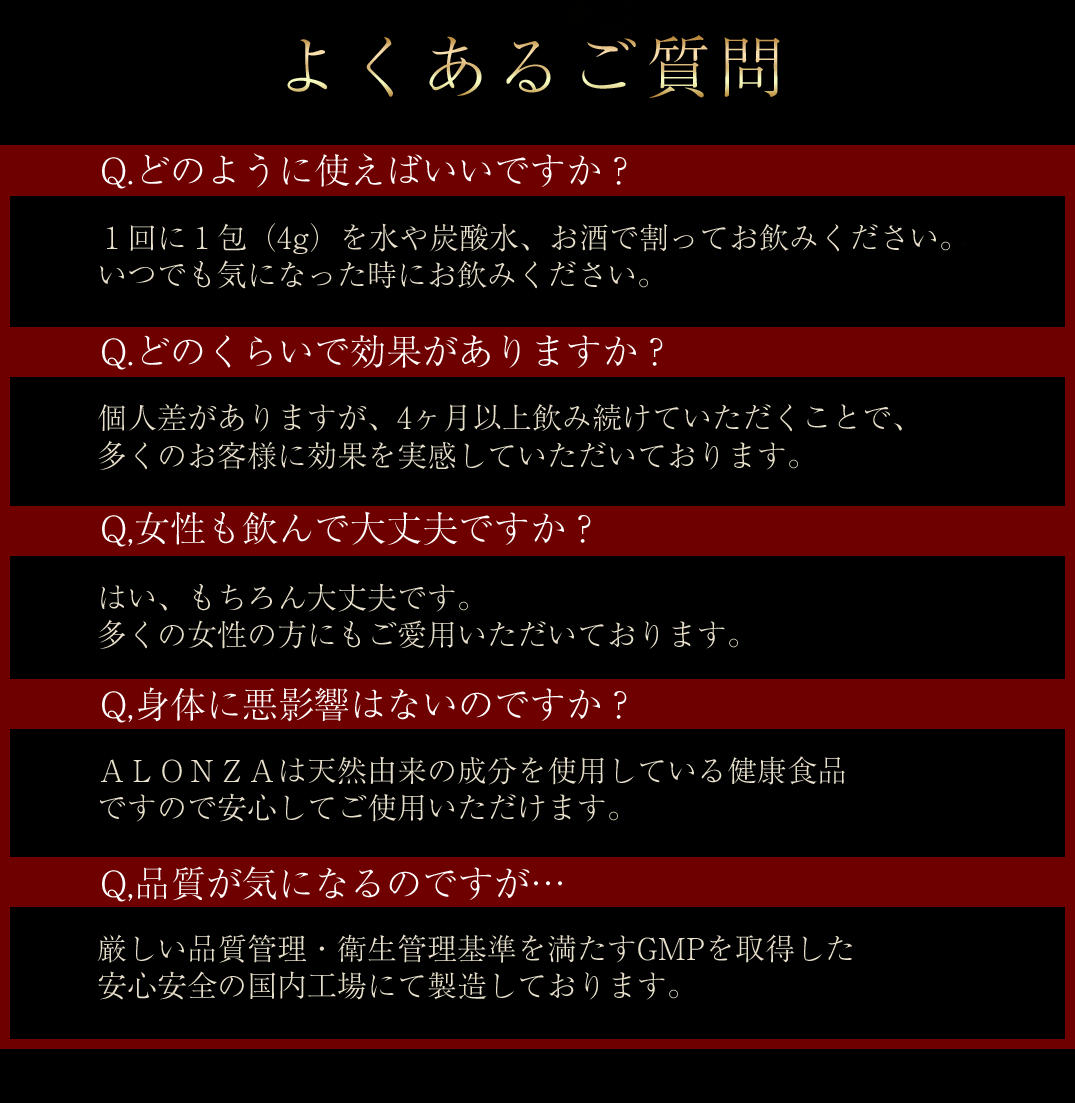 よくあるご質問
Q.どのように使えばいいですか？
１回に１包（4g）を水や炭酸水、お酒で割ってお飲みください。
いつでも気になった時にお飲みください。
Q.どのくらいで効果がありますか？
個人差がありますが、4ヶ月以上飲み続けていただくことで、
多くのお客様に効果を実感していただいております。
Q,女性も飲んで大丈夫ですか？
はい、もちろん大丈夫です。
多くの女性の方にもご愛用いただいております。
Q,身体に悪影響はないのですか？
ＡＬＯＮＺＡは天然由来の成分を使用している健康食品
ですので安心してご使用いただけます。
Q,品質が気になるのですが…
厳しい品質管理・衛生管理基準を満たすGMPを取得した
安心安全の国内工場にて製造しております。